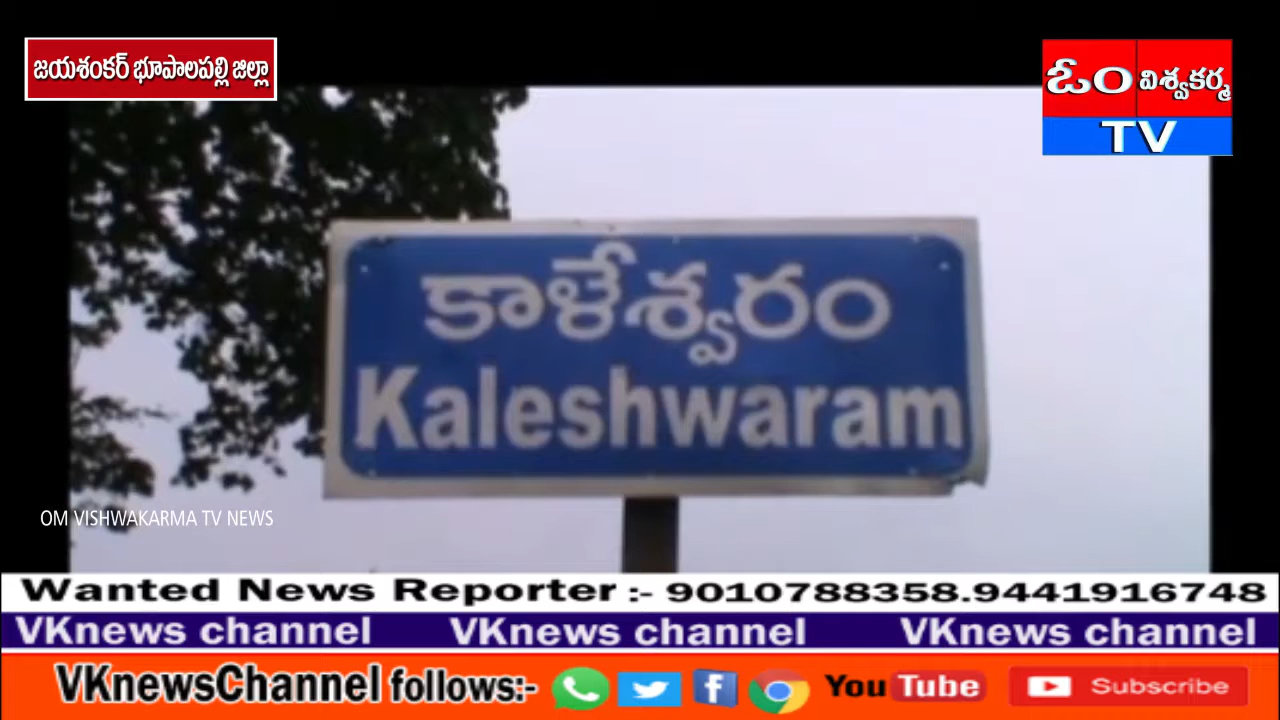 జయశంకర్ భూపాలపల్లి జిల్లా
ఓం విశ్వకర్మ
TV
కాళేశ్వరం
Kaleshwaram
OM VISHWAKARMA TV NEWS
Wanted News Reporter :- 9010788358.9441916748
VKnews channel VKnews channel VKnews channel
VKnewsChannel follows:- YouTube Subscribe